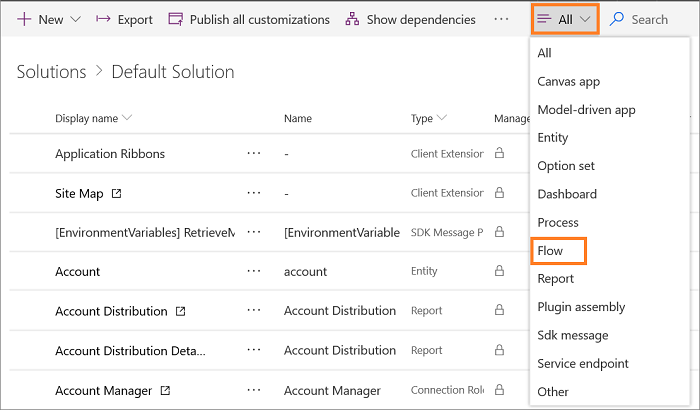 + New Export Publish all customizations Show dependencies All Search
Solutions > Default Solution
Display name Name Type Manage
Application Ribbons ... - Client Extension
Site Map ... - Client Extension
[EnvironmentVariables] RetrieveM ... [EnvironmentVariable SDK Message P
Account ... account Entity
Account Distribution ... Account Distribution Report
Account Distribution Deta... ... Account Distribution Report
Account Manager ... Account Manager Connection Role
All
Canvas app
Model-driven app
Entity
Option set
Dashboard
Process
Flow
Report
Plugin assembly
Sdk message
Service endpoint
Other